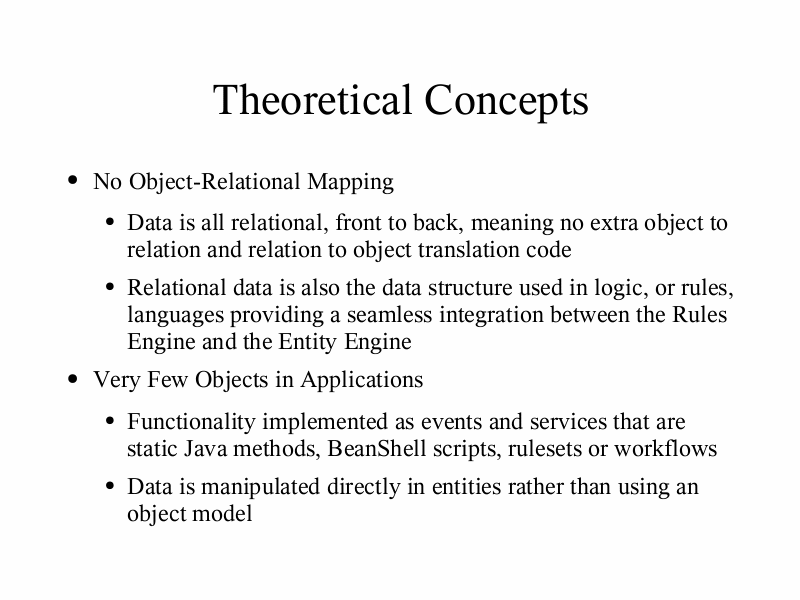 Theoretical Concepts
• No Object-Relational Mapping
• Data is all relational, front to back, meaning no extra object to
relation and relation to object translation code
• Relational data is also the data structure used in logic, or rules,
languages providing a seamless integration between the Rules
Engine and the Entity Engine
• Very Few Objects in Applications
• Functionality implemented as events and services that are
static Java methods, BeanShell scripts, rulesets or workflows
• Data is manipulated directly in entities rather than using an
object model